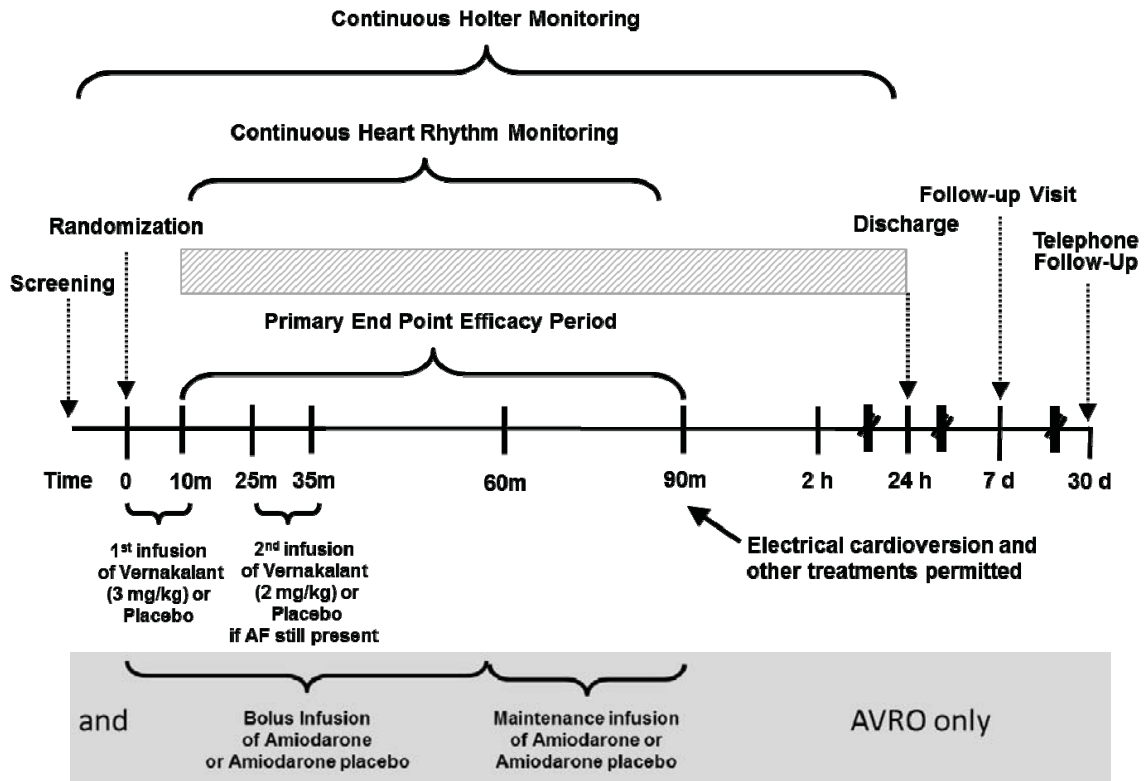 Continuous Holter Monitoring
Continuous Heart Rhythm Monitoring
Follow-up Visit
Randomization
Discharge
Telephone
Follow-Up
Screening
Primary End Point Efficacy Period
Time 0 10m 25m 35m 60m 90m 2 h 24 h 7 d 30 d
1st infusion
of Vernakalant
(3 mg/kg) or
Placebo
2nd infusion
of Vernakalant
(2 mg/kg) or
Placebo
if AF still present
Electrical cardioversion and
other treatments permitted
and
Bolus Infusion
of Amiodarone
or Amiodarone placebo
Maintenance infusion
of Amiodarone or
Amiodarone placebo
AVRO only